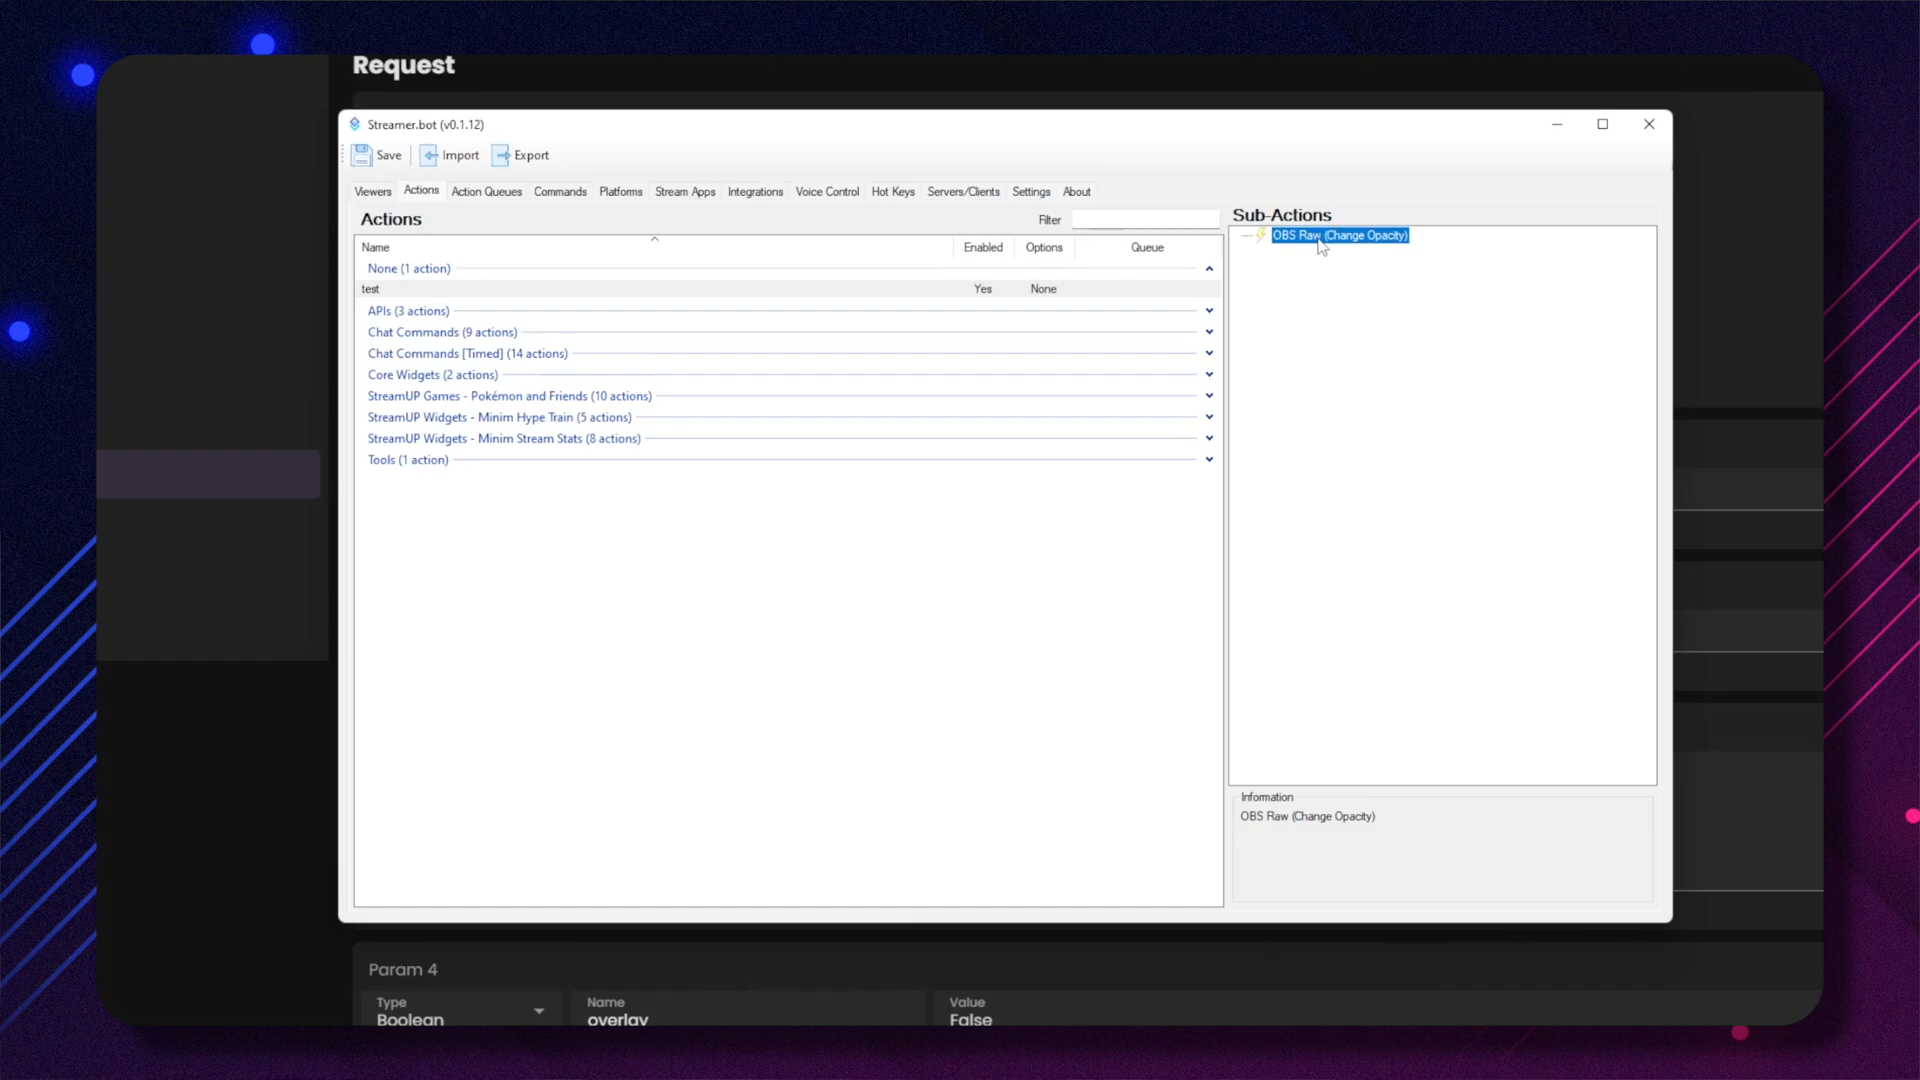 Request
Streamer.bot (v0.1.12)
Save Import Export
Viewers Actions Action Queues Commands Platforms Stream Apps Integrations Voice Control Hot Keys Servers/Clients Settings About
Actions Filter Sub-Actions
OBS Raw (Change Opacity)
Name Enabled Options Queue
None (1 action)
test Yes None
APIs (3 actions)
Chat Commands (9 actions)
Chat Commands [Timed] (14 actions)
Core Widgets (2 actions)
StreamUP Games - Pokémon and Friends (10 actions)
StreamUP Widgets - Minim Hype Train (5 actions)
StreamUP Widgets - Minim Stream Stats (8 actions)
Tools (1 action)
Information
OBS Raw (Change Opacity)
Param 4
Type Name Value
Boolean overlay False